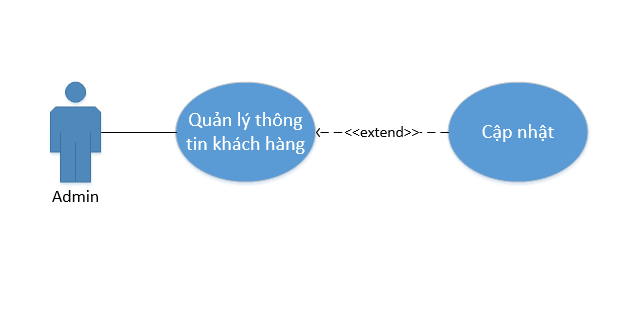 Quản lý thông
tin khách hàng
<<extend>>
Cập nhật
Admin